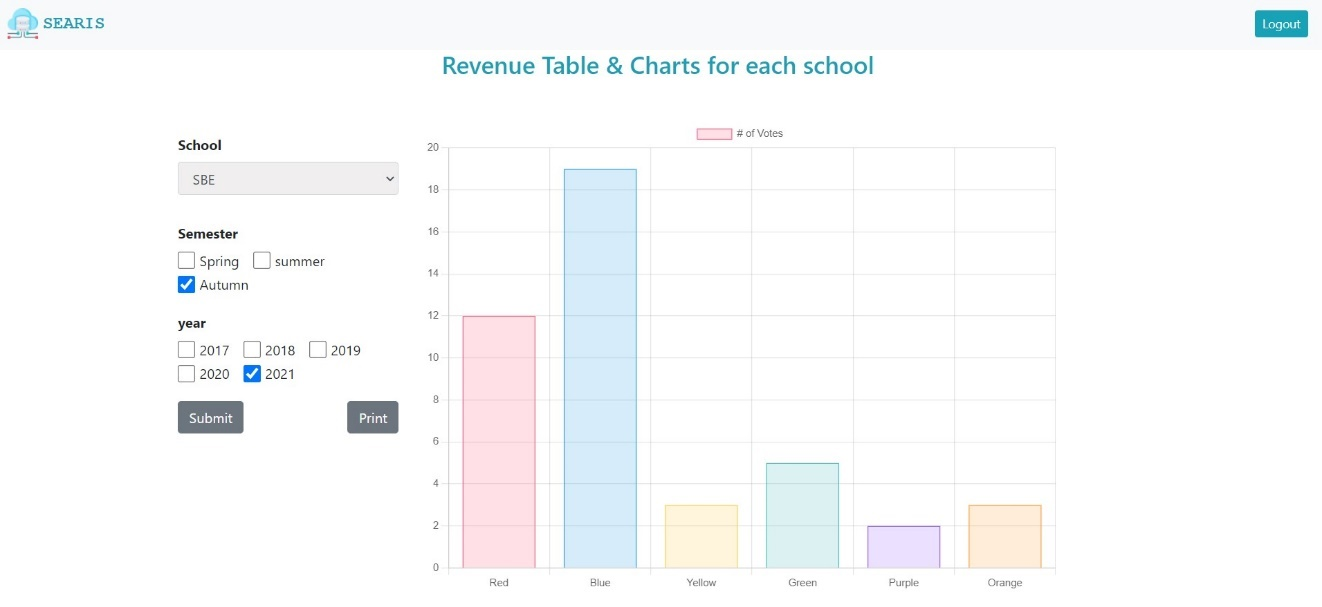 SEARIS
Logout
Revenue Table & Charts for each school
School
SBE
Semester
Spring summer
Autumn
year
2017 2018 2019
2020 2021
Submit Print
# of Votes
20
18
16
14
12
10
8
6
4
2
0
Red Blue Yellow Green Purple Orange